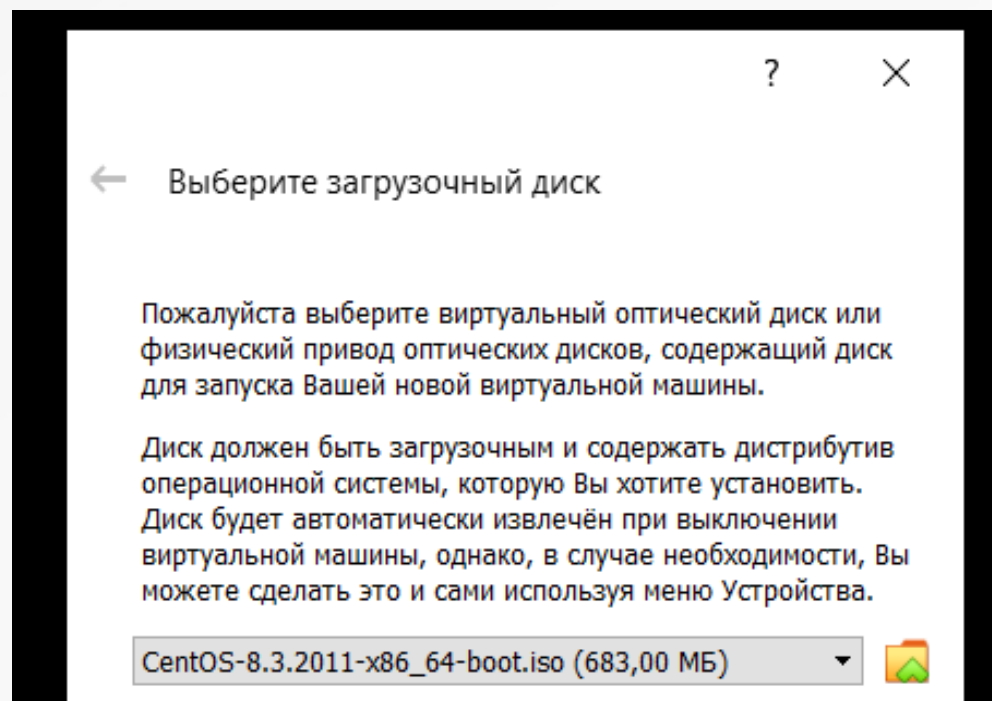 ?
Выберите загрузочный диск
Пожалуйста выберите виртуальный оптический диск или
физический привод оптических дисков, содержащий диск
для запуска Вашей новой виртуальной машины.
Диск должен быть загрузочным и содержать дистрибутив
операционной системы, которую Вы хотите установить.
Диск будет автоматически извлечён при выключении
виртуальной машины, однако, в случае необходимости, Вы
можете сделать это и сами используя меню Устройства.
CentOS-8.3.2011-x86_64-boot.iso (683,00 МБ)